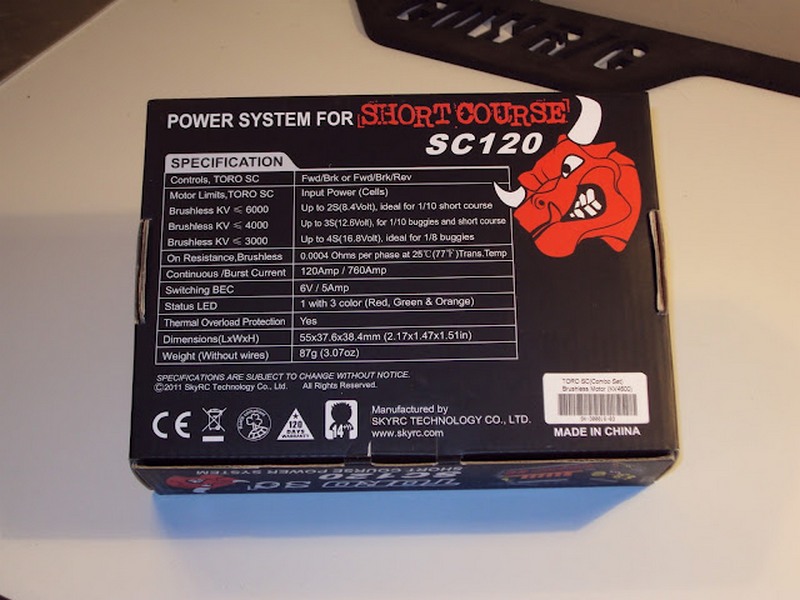 POWER SYSTEM FOR SHORT COURSE
SC120
SPECIFICATION
Controls, TORO SC Fwd/Brk or Fwd/Brk/Rev
Motor Limits,TORO SC Input Power (Cells)
Brushless KV ≤ 6000 Up to 2S(8.4Volt), ideal for 1/10 short course
Brushless KV ≤ 4000 Up to 3S(12.6Volt), for 1/10 buggies and short course
Brushless KV ≤ 3000 Up to 4S(16.8Volt), ideal for 1/8 buggies
On Resistance,Brushless 0.0004 Ohms per phase at 25℃(77℉)Trans.Temp
Continuous /Burst Current 120Amp / 760Amp
Switching BEC 6V / 5Amp
Status LED 1 with 3 color (Red, Green & Orange)
Thermal Overload Protection Yes
Dimensions(LxWxH) 55x37.6x38.4mm (2.17x1.47x1.51in)
Weight (Without wires) 87g (3.07oz)
SPECIFICATIONS ARE SUBJECT TO CHANGE WITHOUT NOTICE.
©2011 SkyRC Technology Co., Ltd. All Rights Reserved.
CE
120
DAYS
WARRANTY
14+
Manufactured by
SKYRC TECHNOLOGY CO., LTD.
www.skyrc.com
TORO SC(Combo Set)
Brushless Motor (KV4600)
MADE IN CHINA
TORO SC
SC120
SHORT COURSE POWER SYSTEM